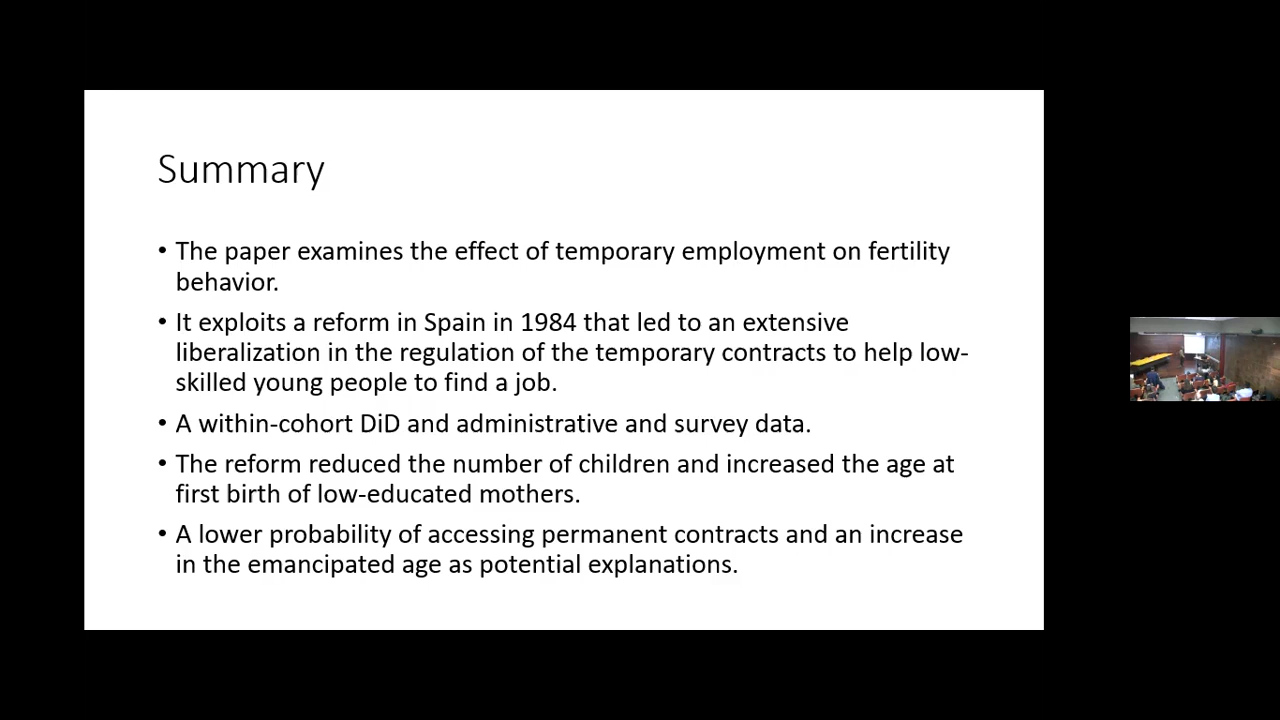 Summary
• The paper examines the effect of temporary employment on fertility
behavior.
• It exploits a reform in Spain in 1984 that led to an extensive
liberalization in the regulation of the temporary contracts to help low-
skilled young people to find a job.
• A within-cohort DiD and administrative and survey data.
• The reform reduced the number of children and increased the age at
first birth of low-educated mothers.
• A lower probability of accessing permanent contracts and an increase
in the emancipated age as potential explanations.